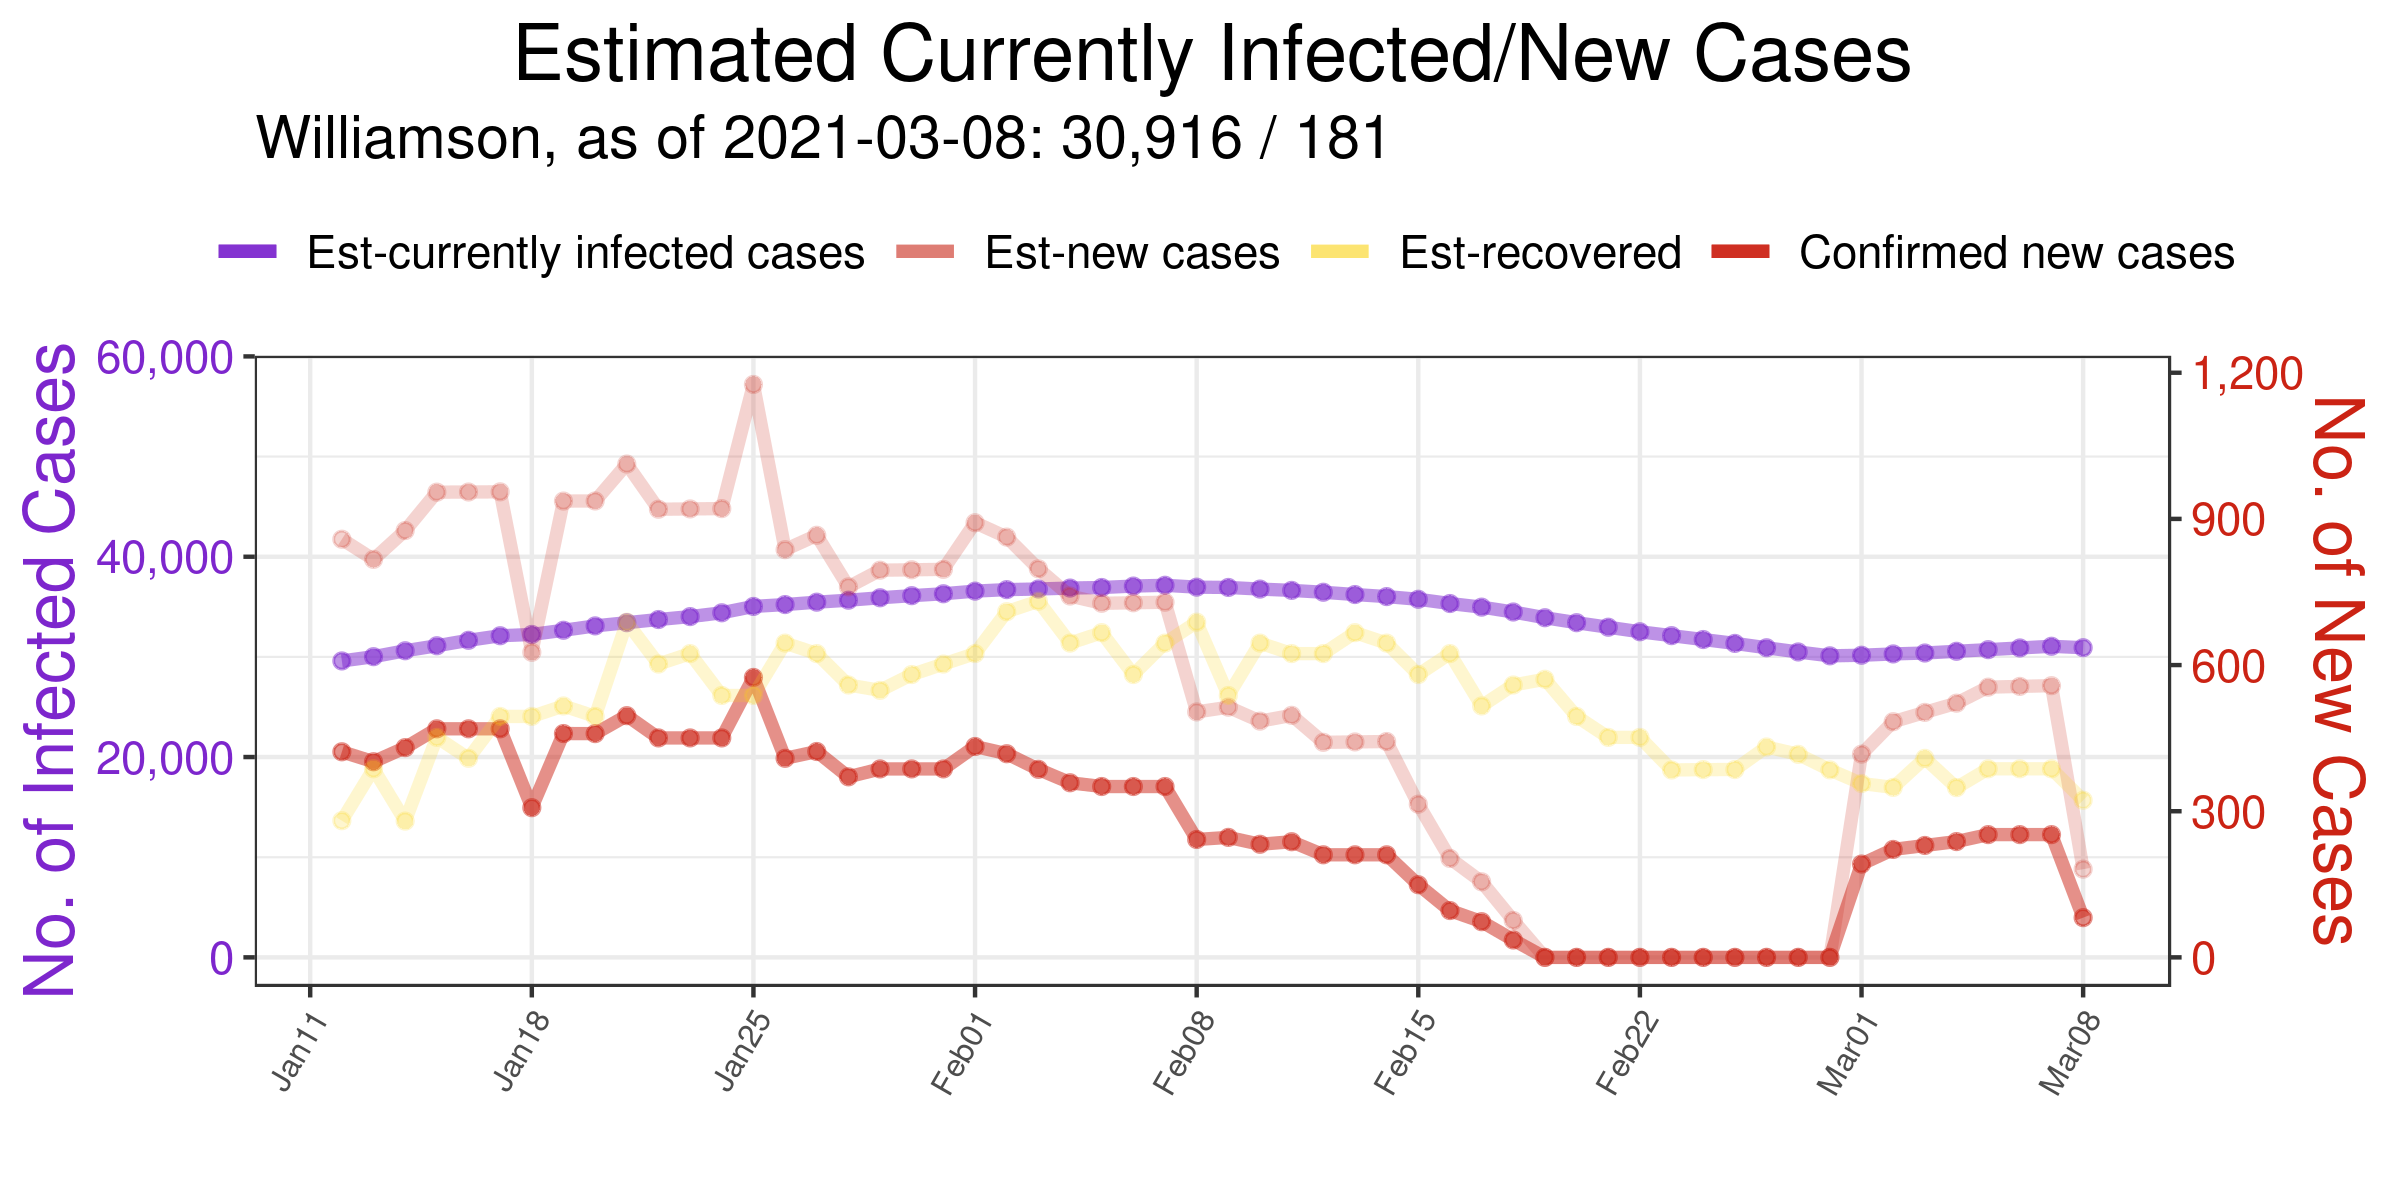 Estimated Currently Infected/New Cases
Williamson, as of 2021-03-08: 30,916 / 181
Est-currently infected cases Est-new cases Est-recovered Confirmed new cases
No. of Infected Cases
60,000
40,000
20,000
0
1,200
900
600
300
0
No. of New Cases
Jan11 Jan18 Jan25 Feb01 Feb08 Feb15 Feb22 Mar01 Mar08